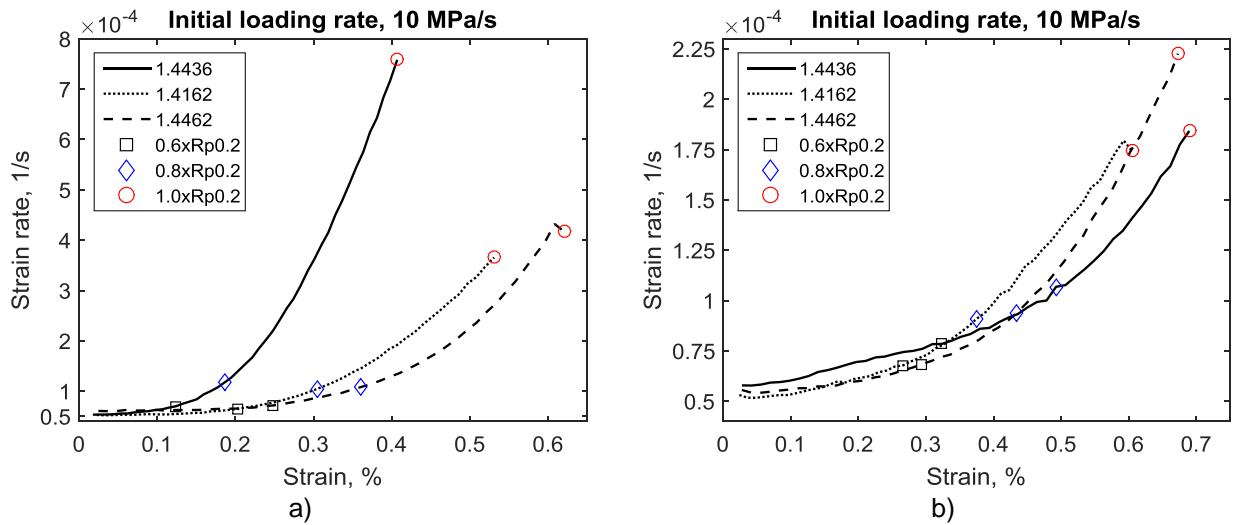 ×10⁻⁴ Initial loading rate, 10 MPa/s
8
7
6
5
4
3
2
1
0.5
Strain rate, 1/s
1.4436
1.4162
1.4462
0.6xRp0.2
0.8xRp0.2
1.0xRp0.2
0 0.1 0.2 0.3 0.4 0.5 0.6
Strain, %
a)
×10⁻⁴ Initial loading rate, 10 MPa/s
2.25
1.75
1.25
1
0.75
0.5
Strain rate, 1/s
1.4436
1.4162
1.4462
0.6xRp0.2
0.8xRp0.2
1.0xRp0.2
0 0.1 0.2 0.3 0.4 0.5 0.6 0.7
Strain, %
b)